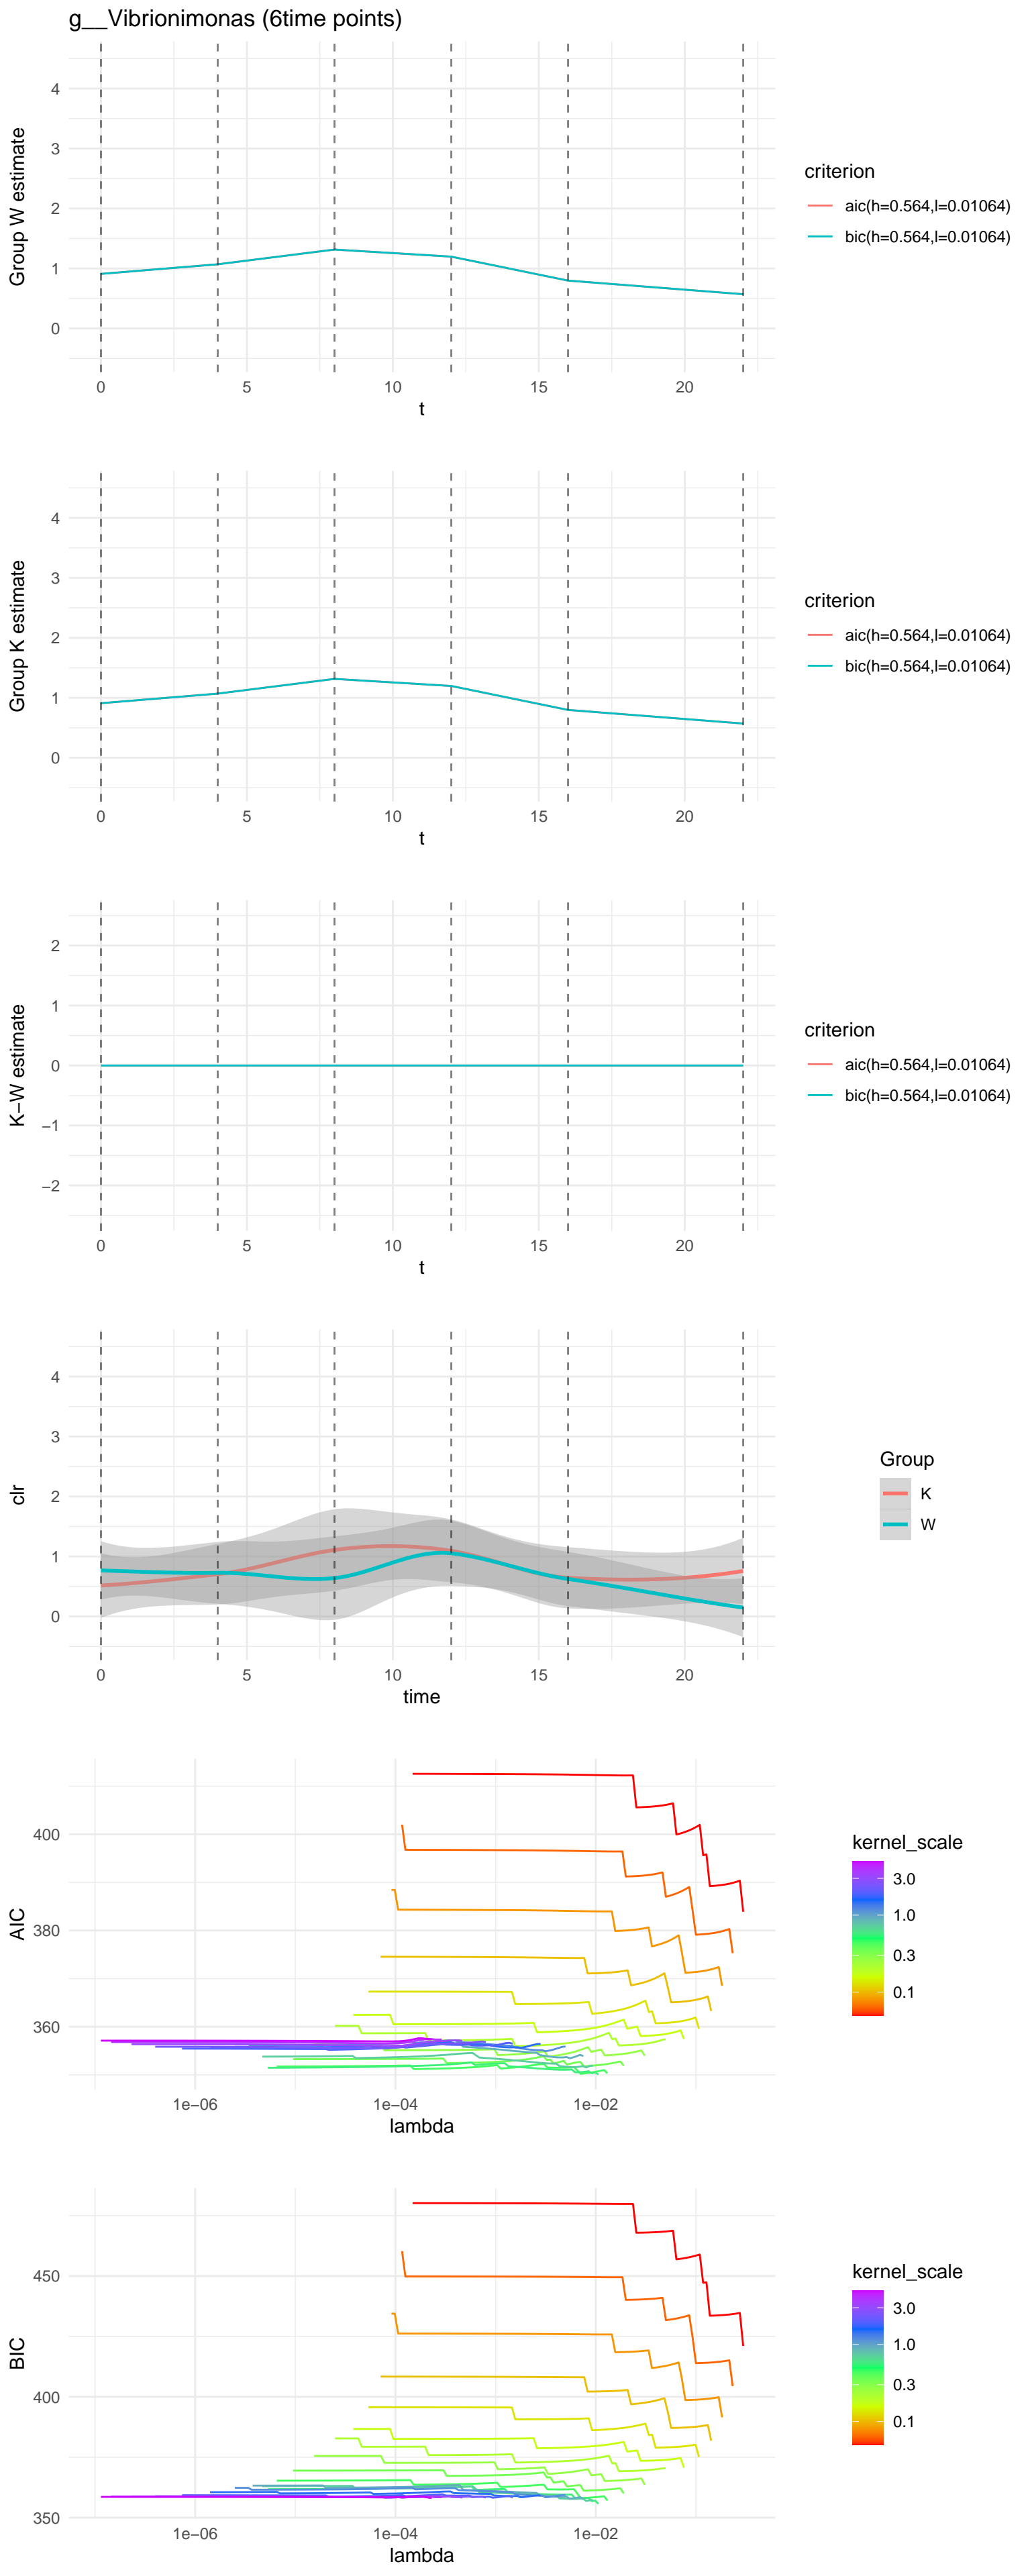 g__Vibrionimonas (6time points)
Group W estimate
4
3
2
1
0
0
5
10
15
20
t
criterion
aic(h=0.564,l=0.01064)
bic(h=0.564,l=0.01064)
Group K estimate
4
3
2
1
0
0
5
10
15
20
t
criterion
aic(h=0.564,l=0.01064)
bic(h=0.564,l=0.01064)
K−W estimate
2
1
0
−1
−2
0
5
10
15
20
t
criterion
aic(h=0.564,l=0.01064)
bic(h=0.564,l=0.01064)
clr
4
3
2
1
0
0
5
10
15
20
time
Group
K
W
AIC
400
380
360
1e−06
1e−04
1e−02
lambda
kernel_scale
3.0
1.0
0.3
0.1
BIC
450
400
350
1e−06
1e−04
1e−02
lambda
kernel_scale
3.0
1.0
0.3
0.1